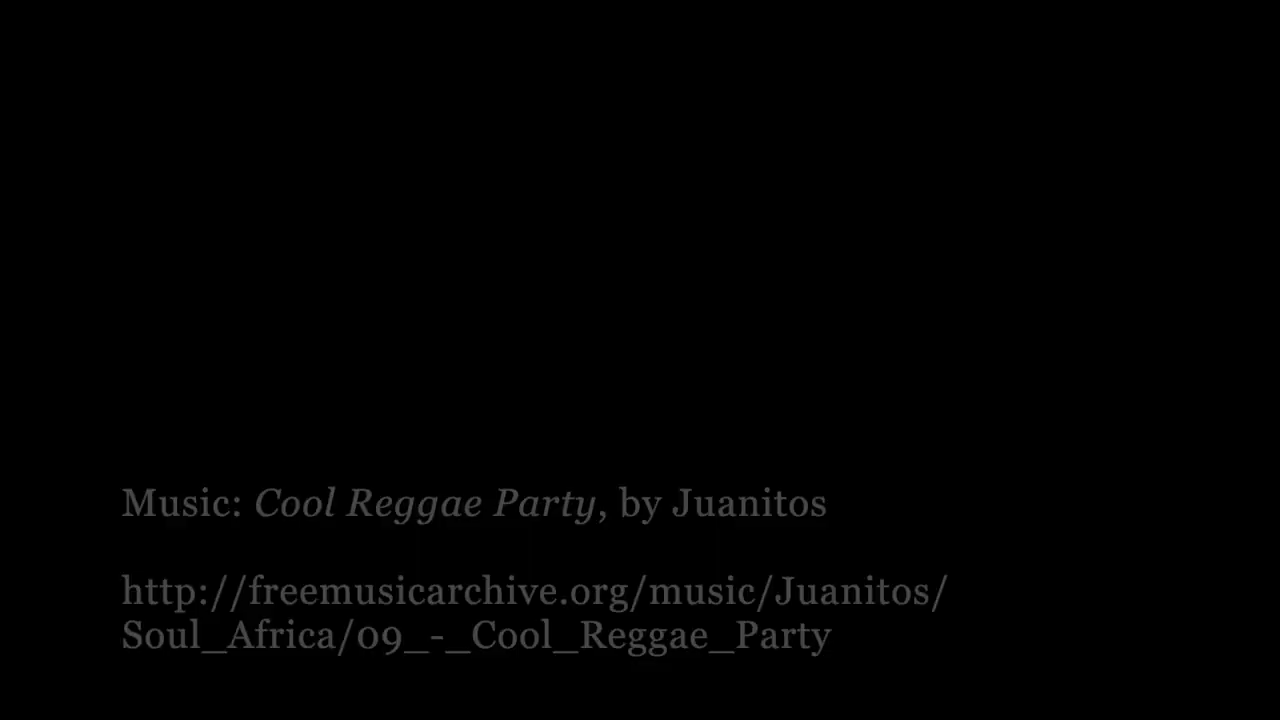 Music: Cool Reggae Party, by Juanitos
http://freemusicarchive.org/music/Juanitos/
Soul_Africa/09_-_Cool_Reggae_Party